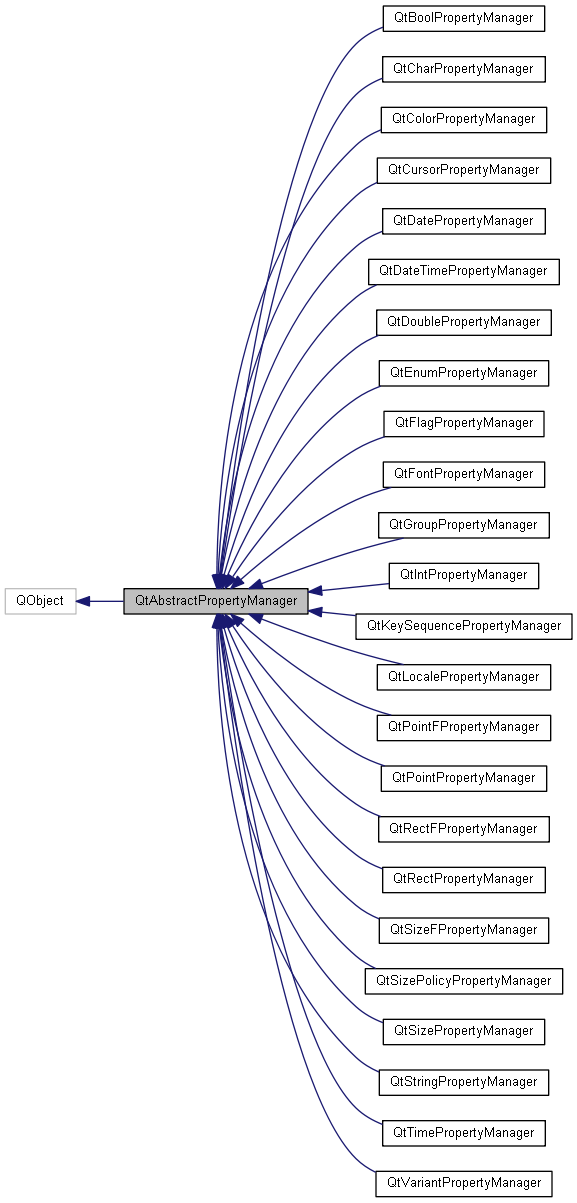 QtBoolPropertyManager
QtCharPropertyManager
QtColorPropertyManager
QtCursorPropertyManager
QtDatePropertyManager
QtDateTimePropertyManager
QtDoublePropertyManager
QtEnumPropertyManager
QtFlagPropertyManager
QtFontPropertyManager
QtGroupPropertyManager
QtIntPropertyManager
QObject
QtAbstractPropertyManager
QtKeySequencePropertyManager
QtLocalePropertyManager
QtPointFPropertyManager
QtPointPropertyManager
QtRectFPropertyManager
QtRectPropertyManager
QtSizeFPropertyManager
QtSizePolicyPropertyManager
QtSizePropertyManager
QtStringPropertyManager
QtTimePropertyManager
QtVariantPropertyManager